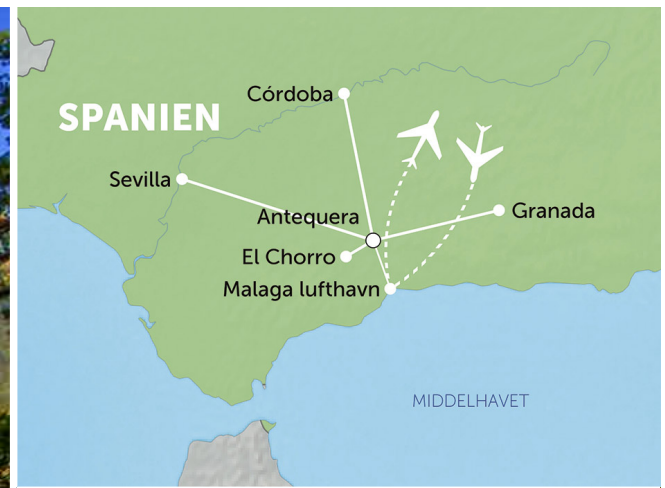 Córdoba
SPANIEN
Sevilla
Antequera
Granada
El Chorro
Malaga lufthavn
MIDDELHAVET